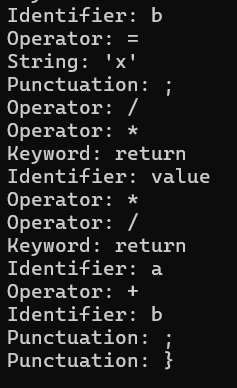 Identifier: b
Operator: =
String: 'x'
Punctuation: ;
Operator: /
Operator: *
Keyword: return
Identifier: value
Operator: *
Operator: /
Keyword: return
Identifier: a
Operator: +
Identifier: b
Punctuation: ;
Punctuation: }